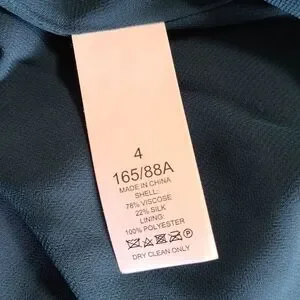 4
165/88A
MADE IN CHINA
SHELL:
78% VISCOSE
22% SILK
LINING:
100% POLYESTER
P
DRY CLEAN ONLY